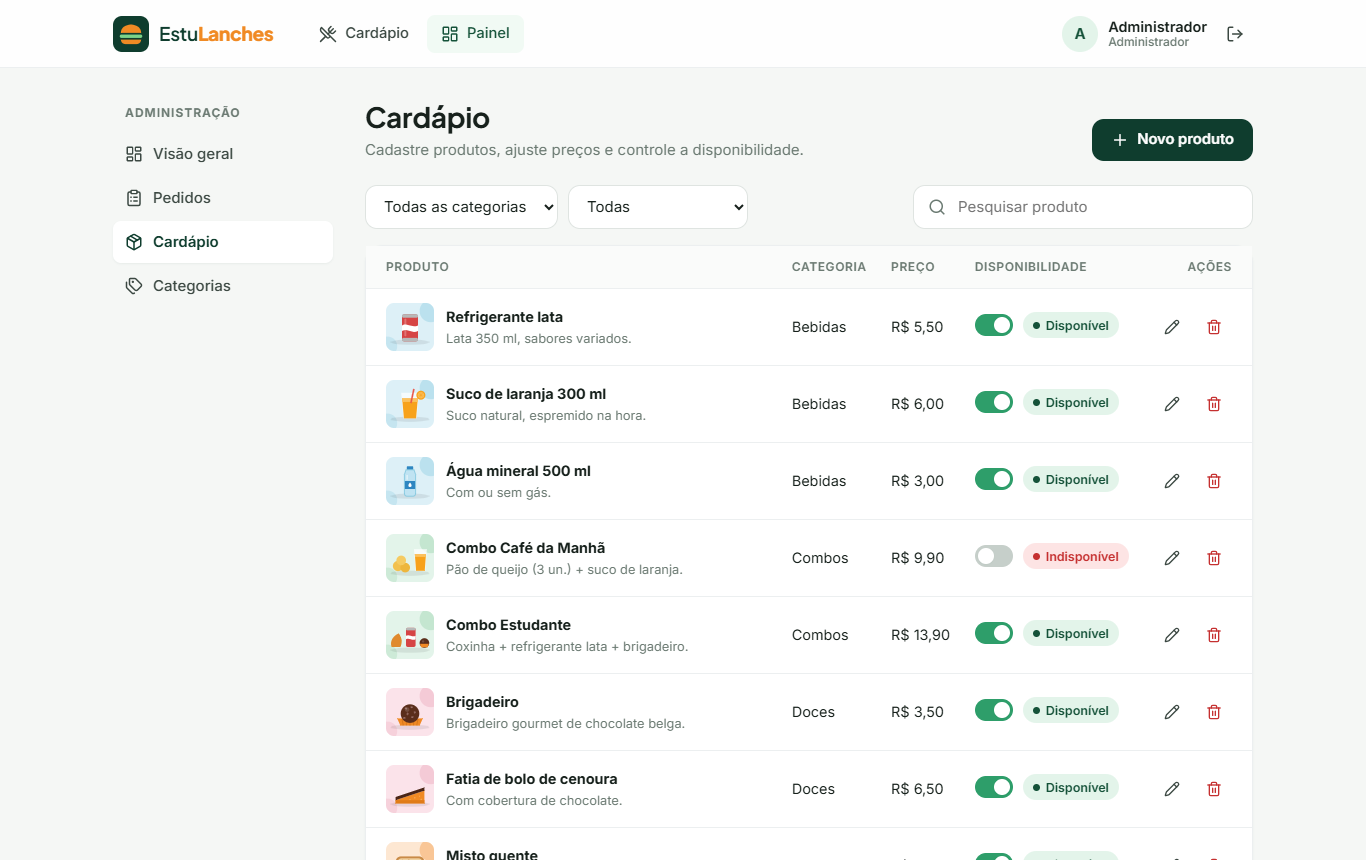 EstuLanches
Cardápio
Painel
A
Administrador
Administrador
ADMINISTRAÇÃO
Visão geral
Pedidos
Cardápio
Categorias
Cardápio
Cadastre produtos, ajuste preços e controle a disponibilidade.
Novo produto
Todas as categorias
Todas
Pesquisar produto
PRODUTO CATEGORIA PREÇO DISPONIBILIDADE AÇÕES
Refrigerante lata
Lata 350 ml, sabores variados.
Bebidas R$ 5,50 Disponível
Suco de laranja 300 ml
Suco natural, espremido na hora.
Bebidas R$ 6,00 Disponível
Água mineral 500 ml
Com ou sem gás.
Bebidas R$ 3,00 Disponível
Combo Café da Manhã
Pão de queijo (3 un.) + suco de laranja.
Combos R$ 9,90 Indisponível
Combo Estudante
Coxinha + refrigerante lata + brigadeiro.
Combos R$ 13,90 Disponível
Brigadeiro
Brigadeiro gourmet de chocolate belga.
Doces R$ 3,50 Disponível
Fatia de bolo de cenoura
Com cobertura de chocolate.
Doces R$ 6,50 Disponível
Misto quente